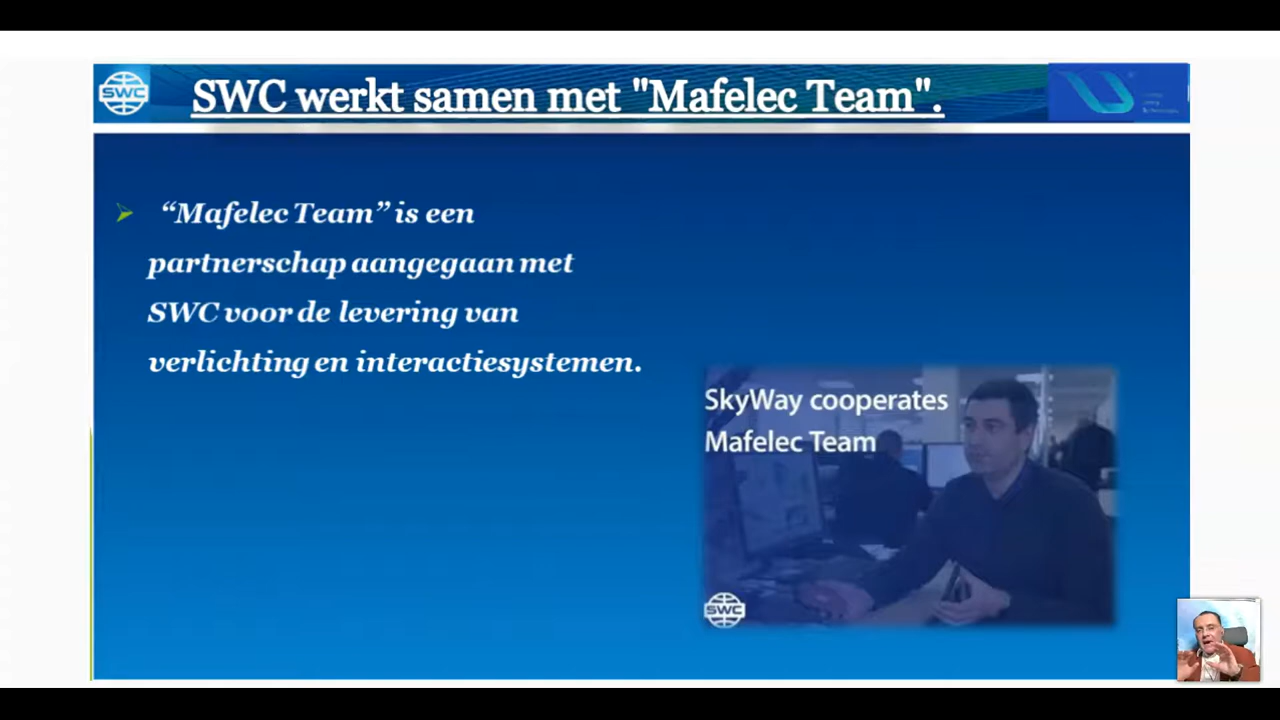 SWC
SWC werkt samen met "Mafelec Team".
“Mafelec Team” is een
partnerschap aangegaan met
SWC voor de levering van
verlichting en interactiesystemen.
SkyWay cooperates
Mafelec Team
SWC